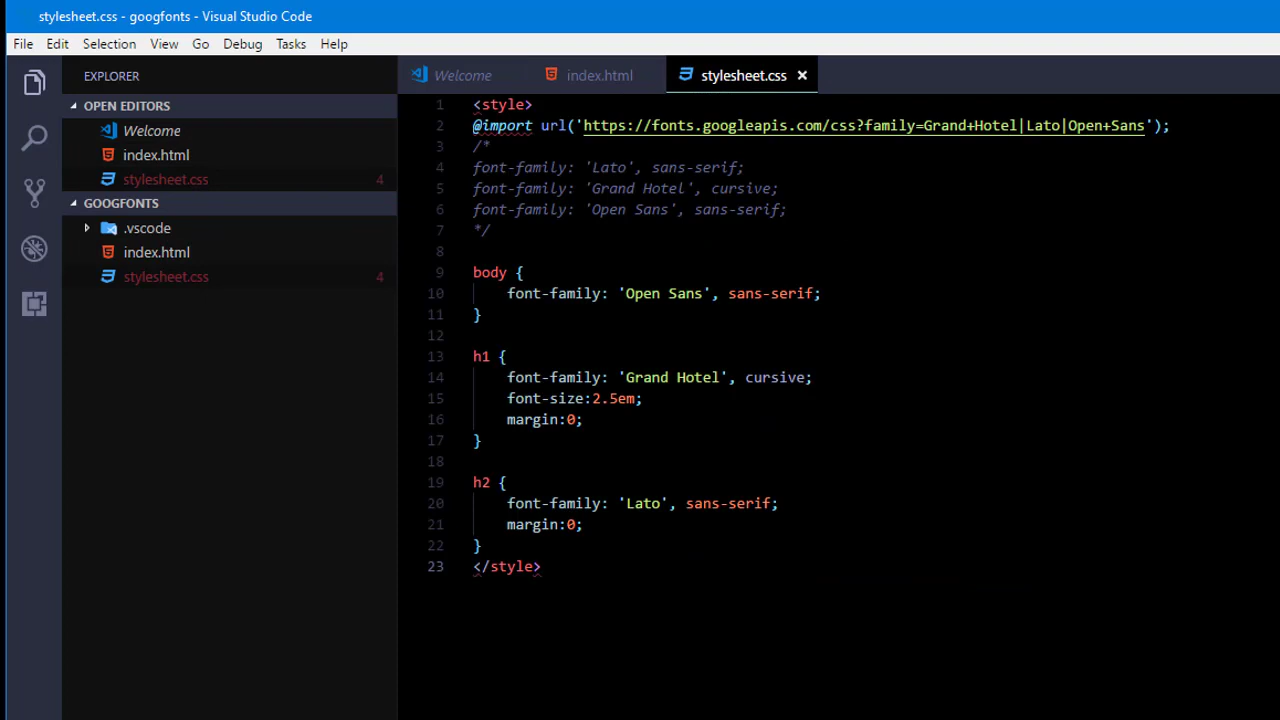 stylesheet.css - googfonts - Visual Studio Code
File Edit Selection View Go Debug Tasks Help
EXPLORER
OPEN EDITORS
Welcome
index.html
stylesheet.css 4
GOOGFONTS
.vscode
index.html
stylesheet.css 4
Welcome index.html stylesheet.css ×
1 <style>
2 @import url('https://fonts.googleapis.com/css?family=Grand+Hotel|Lato|Open+Sans');
3 /*
4 font-family: 'Lato', sans-serif;
5 font-family: 'Grand Hotel', cursive;
6 font-family: 'Open Sans', sans-serif;
7 */
8
9 body {
10 font-family: 'Open Sans', sans-serif;
11 }
12
13 h1 {
14 font-family: 'Grand Hotel', cursive;
15 font-size:2.5em;
16 margin:0;
17 }
18
19 h2 {
20 font-family: 'Lato', sans-serif;
21 margin:0;
22 }
23 </style>